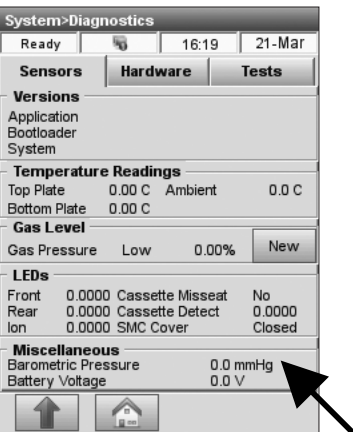 System>Diagnostics
Ready 16:19 21-Mar
Sensors Hardware Tests
Versions
Application
Bootloader
System
Temperature Readings
Top Plate 0.00 C Ambient 0.0 C
Bottom Plate 0.00 C
Gas Level
Gas Pressure Low 0.00% New
LEDs
Front 0.0000 Cassette Misseat No
Rear 0.0000 Cassette Detect 0.0000
Ion 0.0000 SMC Cover Closed
Miscellaneous
Barometric Pressure 0.0 mmHg
Battery Voltage 0.0 V